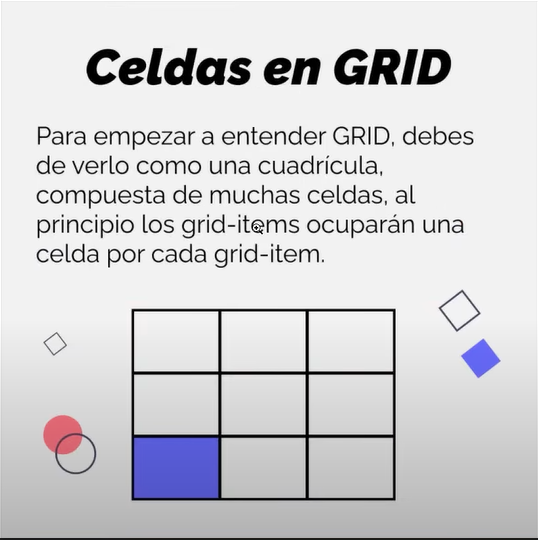 Celdas en GRID
Para empezar a entender GRID, debes
de verlo como una cuadrícula,
compuesta de muchas celdas, al
principio los grid-items ocuparán una
celda por cada grid-item.